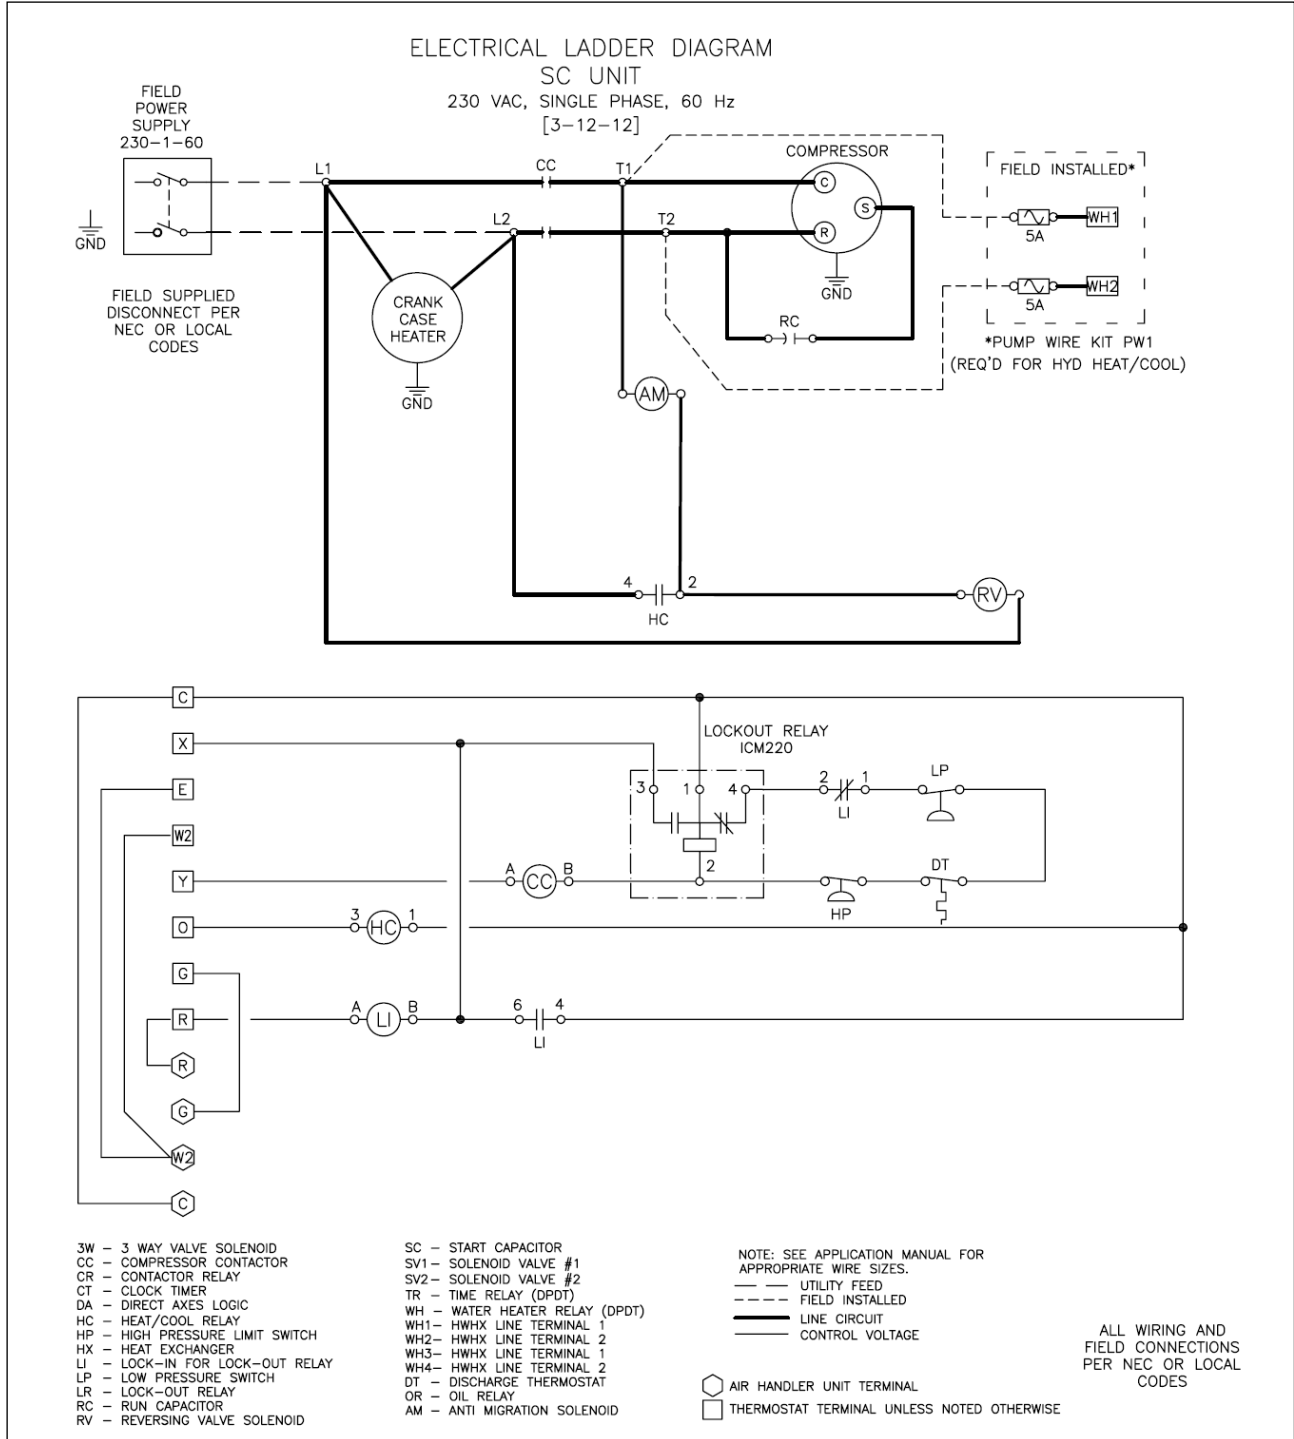 ELECTRICAL LADDER DIAGRAM
SC UNIT
230 VAC, SINGLE PHASE, 60 Hz
[3-12-12]
FIELD
POWER
SUPPLY
230-1-60
GND
FIELD SUPPLIED
DISCONNECT PER
NEC OR LOCAL
CODES
L1
CC
T1
L2
T2
COMPRESSOR
C
S
R
GND
CRANK
CASE
HEATER
GND
RC
AM
FIELD INSTALLED*
WH1
5A
WH2
5A
*PUMP WIRE KIT PW1
(REQ'D FOR HYD HEAT/COOL)
4
2
HC
RV
C
X
LOCKOUT RELAY
ICM220
E
3
1
4
2
1
LI
LP
W2
Y
A
CC
B
2
HP
DT
O
3
HC
1
G
R
A
LI
B
6
4
LI
R
G
W2
C
3W - 3 WAY VALVE SOLENOID
CC - COMPRESSOR CONTACTOR
CR - CONTACTOR RELAY
CT - CLOCK TIMER
DA - DIRECT AXES LOGIC
HC - HEAT/COOL RELAY
HP - HIGH PRESSURE LIMIT SWITCH
HX - HEAT EXCHANGER
LI - LOCK-IN FOR LOCK-OUT RELAY
LP - LOW PRESSURE SWITCH
LR - LOCK-OUT RELAY
RC - RUN CAPACITOR
RV - REVERSING VALVE SOLENOID
SC - START CAPACITOR
SV1- SOLENOID VALVE #1
SV2- SOLENOID VALVE #2
TR - TIME RELAY (DPDT)
WH - WATER HEATER RELAY (DPDT)
WH1- HWHX LINE TERMINAL 1
WH2- HWHX LINE TERMINAL 2
WH3- HWHX LINE TERMINAL 1
WH4- HWHX LINE TERMINAL 2
DT - DISCHARGE THERMOSTAT
OR - OIL RELAY
AM - ANTI MIGRATION SOLENOID
NOTE: SEE APPLICATION MANUAL FOR
APPROPRIATE WIRE SIZES.
UTILITY FEED
FIELD INSTALLED
LINE CIRCUIT
CONTROL VOLTAGE
AIR HANDLER UNIT TERMINAL
THERMOSTAT TERMINAL UNLESS NOTED OTHERWISE
ALL WIRING AND
FIELD CONNECTIONS
PER NEC OR LOCAL
CODES